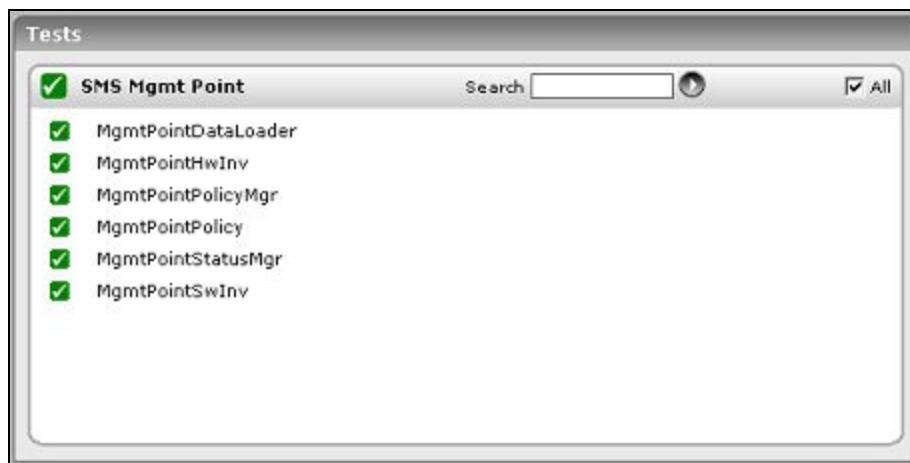 Tests
SMS Mgmt Point Search All
MgmtPointDataLoader
MgmtPointHwInv
MgmtPointPolicyMgr
MgmtPointPolicy
MgmtPointStatusMgr
MgmtPointSwInv